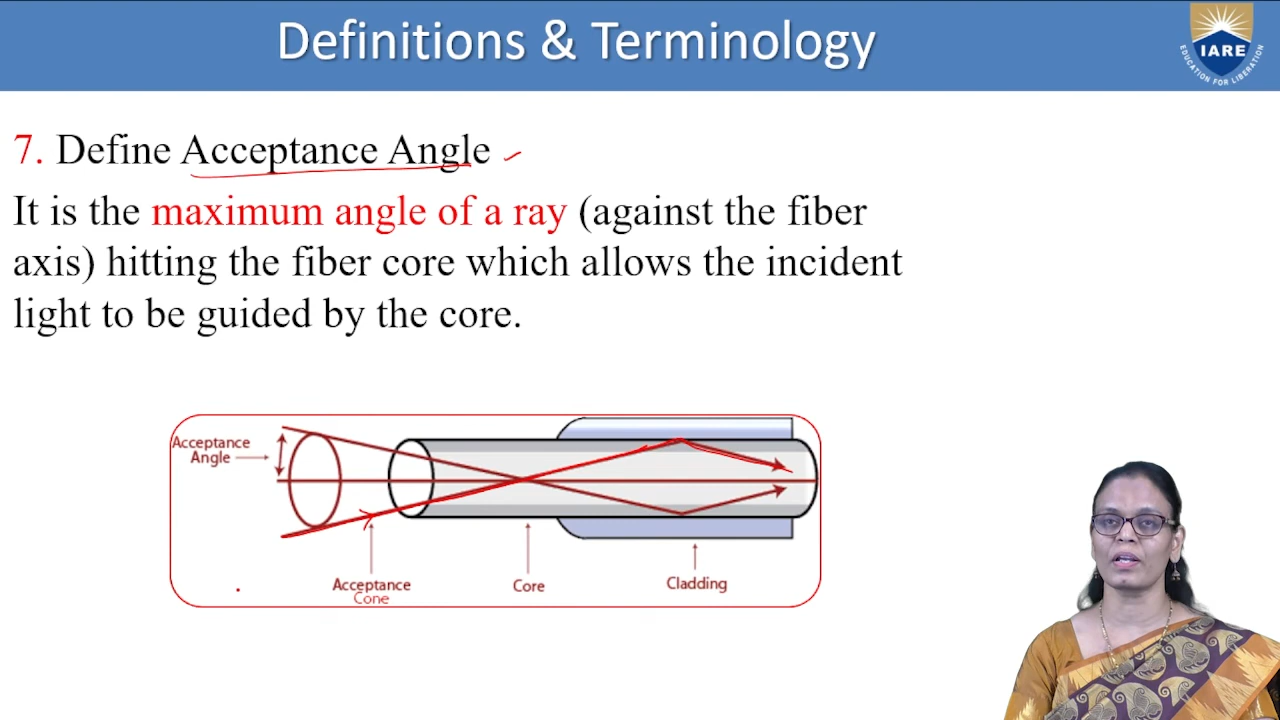 Definitions & Terminology
IARE
EDUCATION FOR LIBERATION
7. Define Acceptance Angle
It is the maximum angle of a ray (against the fiber
axis) hitting the fiber core which allows the incident
light to be guided by the core.
Acceptance
Angle
Acceptance
Cone
Core
Cladding